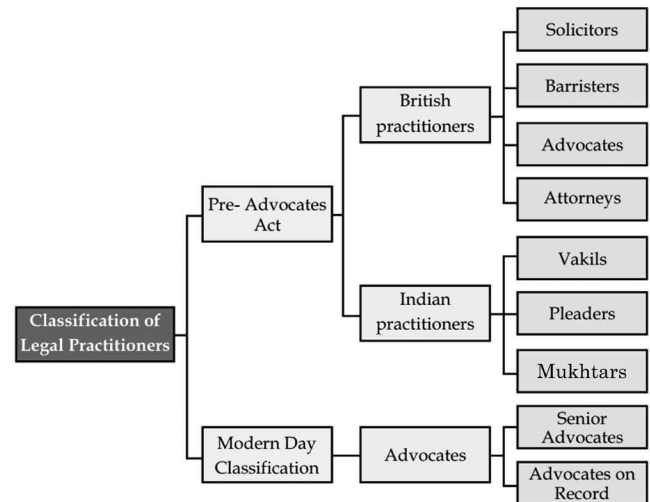 Classification of
Legal Practitioners
Pre- Advocates
Act
British
practitioners
Solicitors
Barristers
Advocates
Attorneys
Indian
practitioners
Vakils
Pleaders
Mukhtars
Modern Day
Classification
Advocates
Senior
Advocates
Advocates on
Record